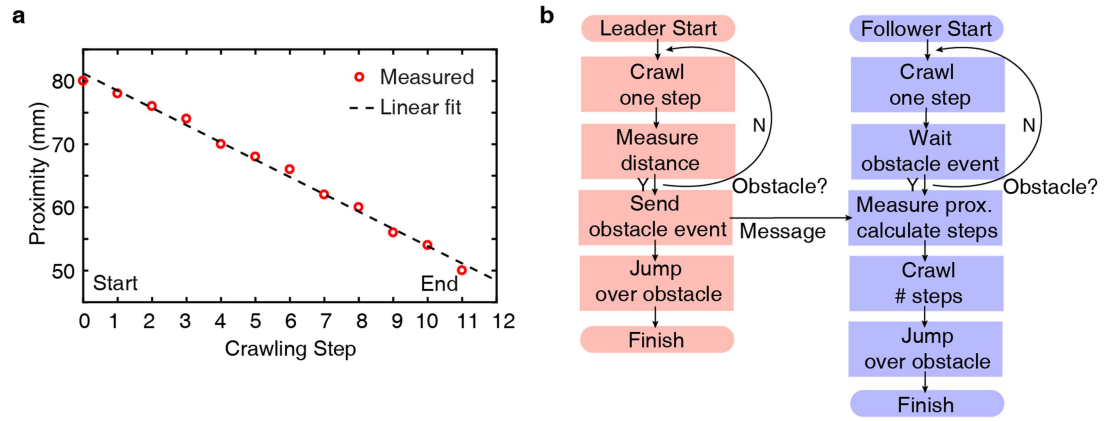 a
Proximity (mm)
80
70
60
50
Measured
Linear fit
Start
End
0 1 2 3 4 5 6 7 8 9 10 11 12
Crawling Step
b
Leader Start
Crawl
one step
Measure
distance
N
Y
Obstacle?
Send
obstacle event
Message
Jump
over obstacle
Finish
Follower Start
Crawl
one step
Wait
obstacle event
N
Y
Obstacle?
Measure prox.
calculate steps
Crawl
# steps
Jump
over obstacle
Finish